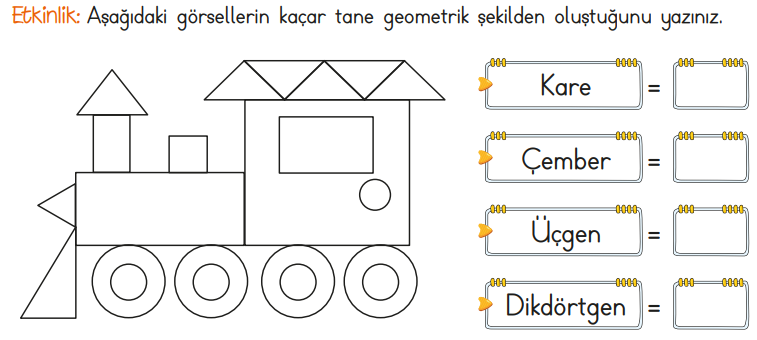 Etkinlik: Aşağıdaki görsellerin kaçar tane geometrik şekilden oluştuğunu yazınız.
Kare =
Çember =
Üçgen =
Dikdörtgen =